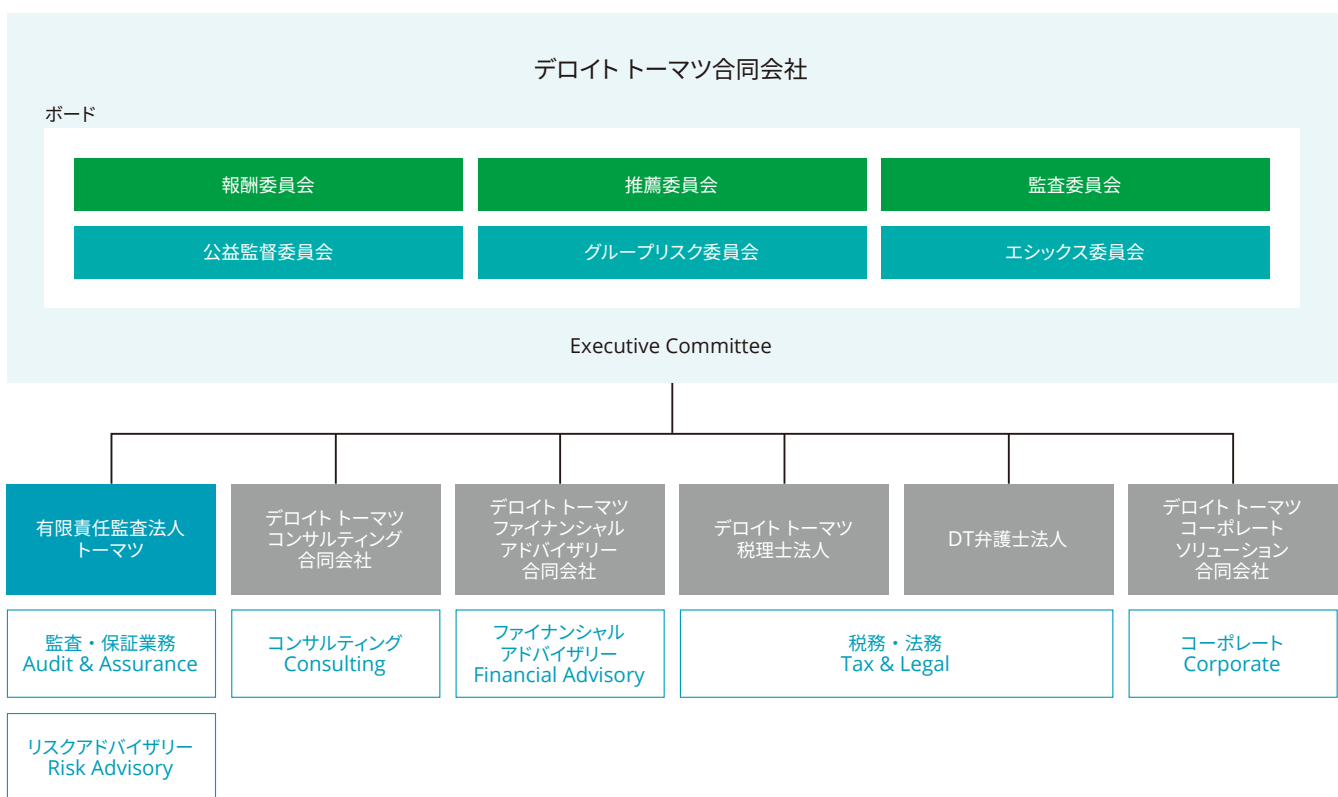 デロイト トーマツ合同会社
ボード
報酬委員会
推薦委員会
監査委員会
公益監督委員会
グループリスク委員会
エシックス委員会
Executive Committee
有限責任監査法人
トーマツ
デロイト トーマツ
コンサルティング
合同会社
デロイト トーマツ
ファイナンシャル
アドバイザリー
合同会社
デロイト トーマツ
税理士法人
DT弁護士法人
デロイト トーマツ
コーポレート
ソリューション
合同会社
監査・保証業務
Audit & Assurance
コンサルティング
Consulting
ファイナンシャル
アドバイザリー
Financial Advisory
税務・法務
Tax & Legal
コーポレート
Corporate
リスクアドバイザリー
Risk Advisory